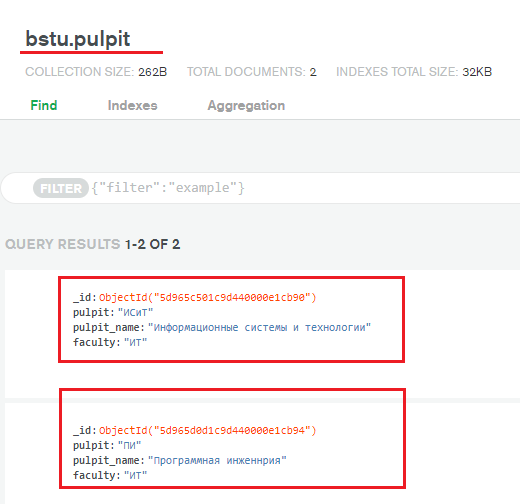 bstu.pulpit
COLLECTION SIZE: 262B TOTAL DOCUMENTS: 2 INDEXES TOTAL SIZE: 32KB
Find Indexes Aggregation
FILTER {"filter":"example"}
QUERY RESULTS 1-2 OF 2
_id:ObjectId("5d965c501c9d440000e1cb90")
pulpit:"ИСиТ"
pulpit_name:"Информационные системы и технологии"
faculty:"ИТ"
_id:ObjectId("5d965d0d1c9d440000e1cb94")
pulpit:"ПИ"
pulpit_name:"Программная инженнрия"
faculty:"ИТ"